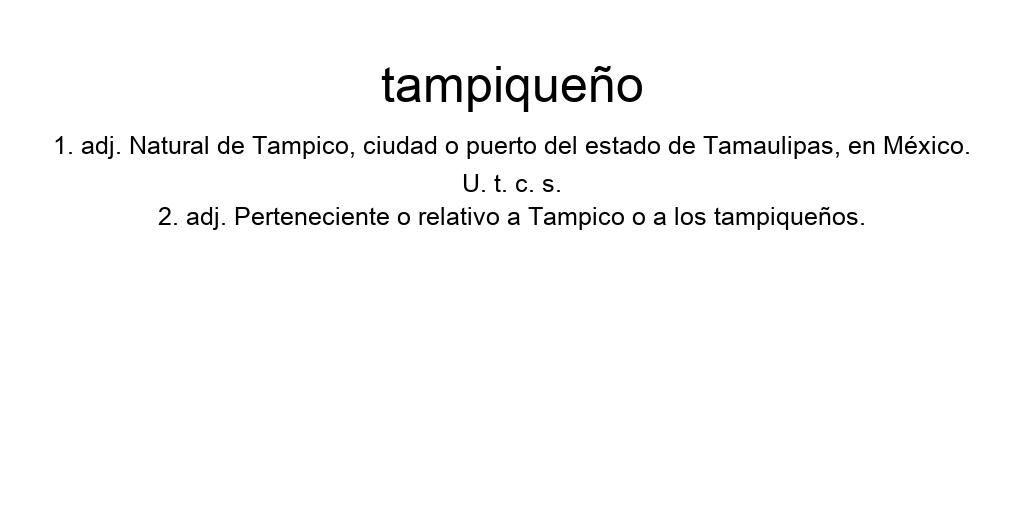 tampiqueño
1. adj. Natural de Tampico, ciudad o puerto del estado de Tamaulipas, en México.
U. t. c. s.
2. adj. Perteneciente o relativo a Tampico o a los tampiqueños.